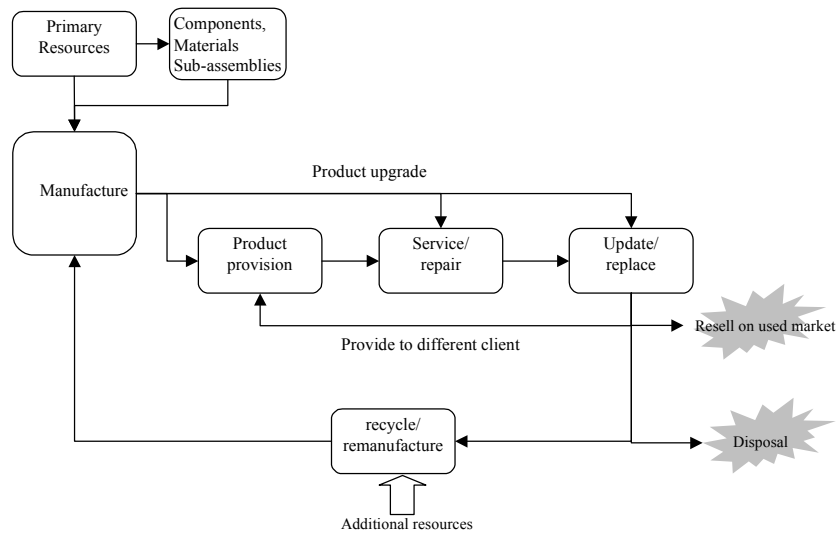 Primary
Resources
Components,
Materials
Sub-assemblies
Manufacture
Product upgrade
Product
provision
Service/
repair
Update/
replace
Resell on used market
Provide to different client
recycle/
remanufacture
Disposal
Additional resources